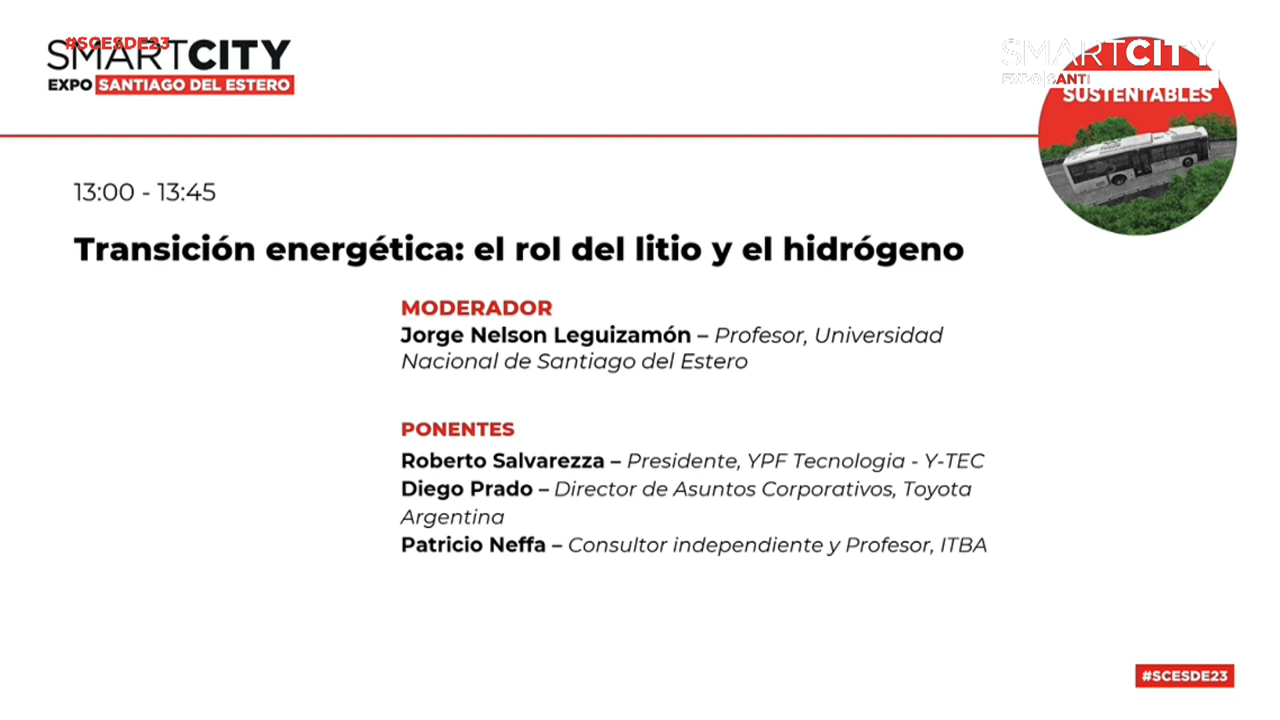 #SCESDE23
SMARTCITY
EXPO SANTIAGO DEL ESTERO
SMARTCITY
EXPO SANTI
SUSTENTABLES
13:00 - 13:45
Transición energética: el rol del litio y el hidrógeno
MODERADOR
Jorge Nelson Leguizamón – Profesor, Universidad
Nacional de Santiago del Estero
PONENTES
Roberto Salvarezza – Presidente, YPF Tecnologia - Y-TEC
Diego Prado – Director de Asuntos Corporativos, Toyota
Argentina
Patricio Neffa – Consultor independiente y Profesor, ITBA
#SCESDE23